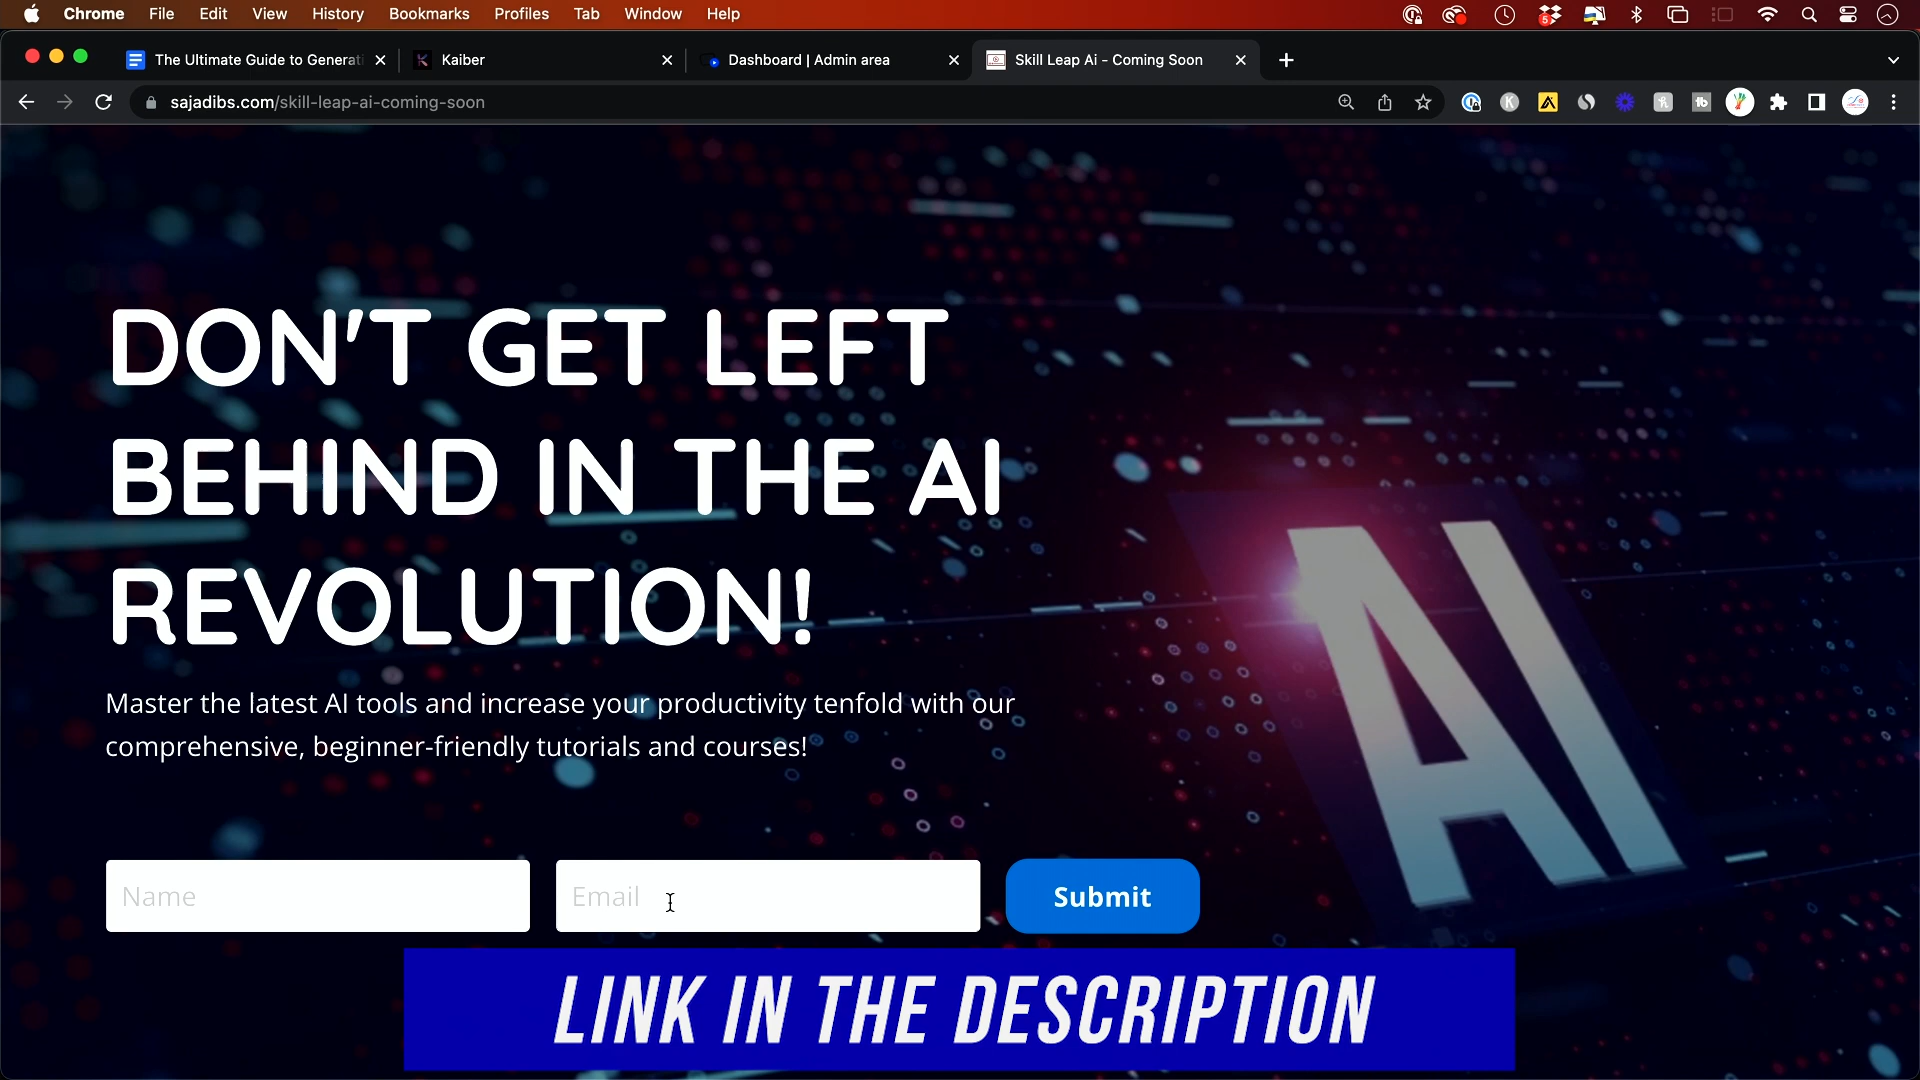 Chrome File Edit View History Bookmarks Profiles Tab Window Help
5
The Ultimate Guide to Generati
Kaiber
Dashboard | Admin area
Skill Leap Ai - Coming Soon
sajadibs.com/skill-leap-ai-coming-soon
DON'T GET LEFT
BEHIND IN THE AI
REVOLUTION!
Master the latest AI tools and increase your productivity tenfold with our
comprehensive, beginner-friendly tutorials and courses!
Name
Email
Submit
AI
LINK IN THE DESCRIPTION